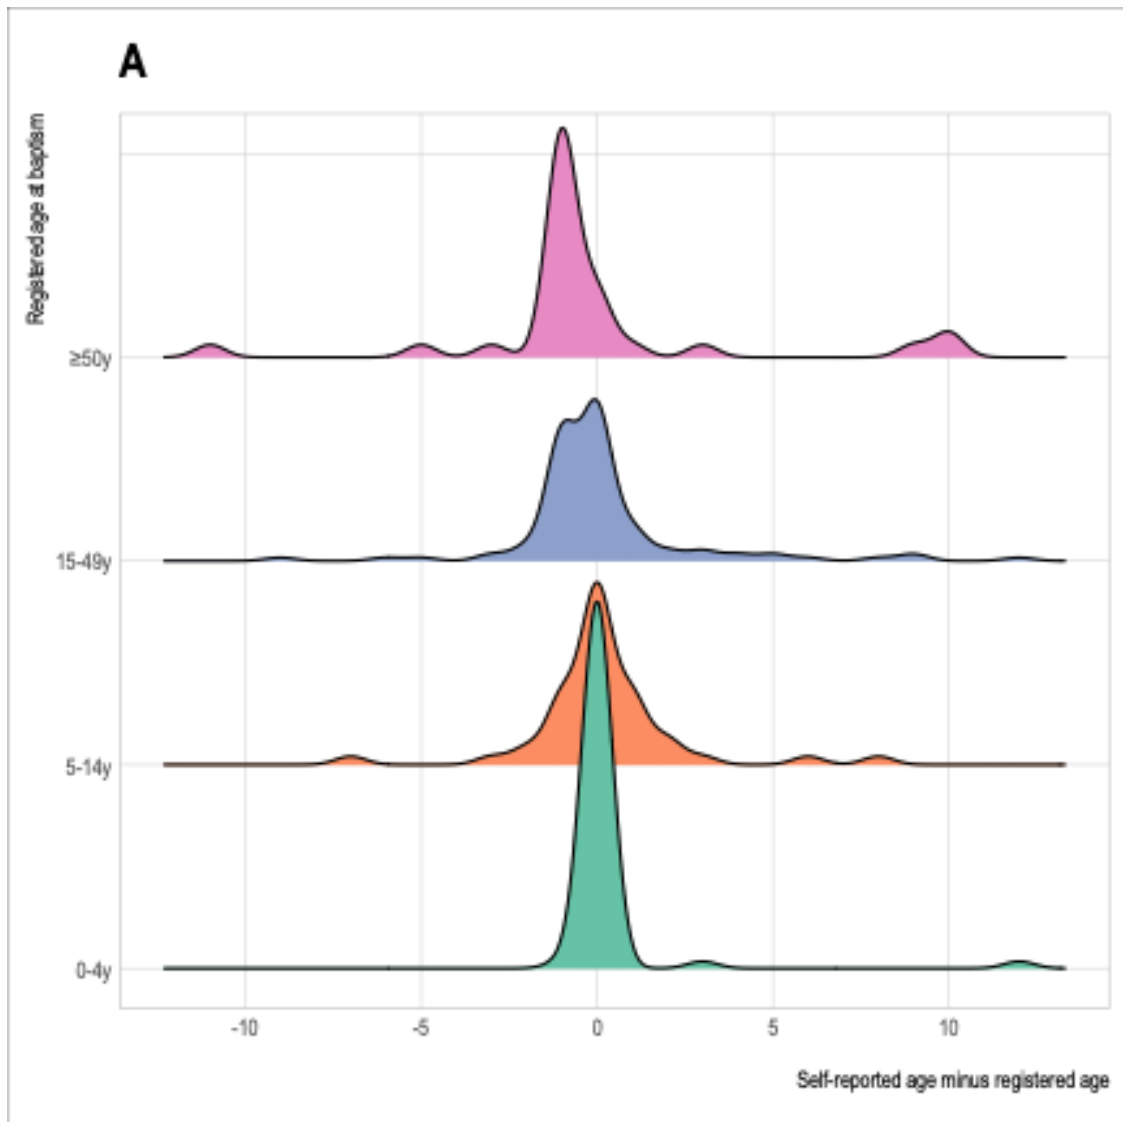 A
Registered age at baptism
≥50y
15-49y
5-14y
0-4y
-10 -5 0 5 10
Self-reported age minus registered age